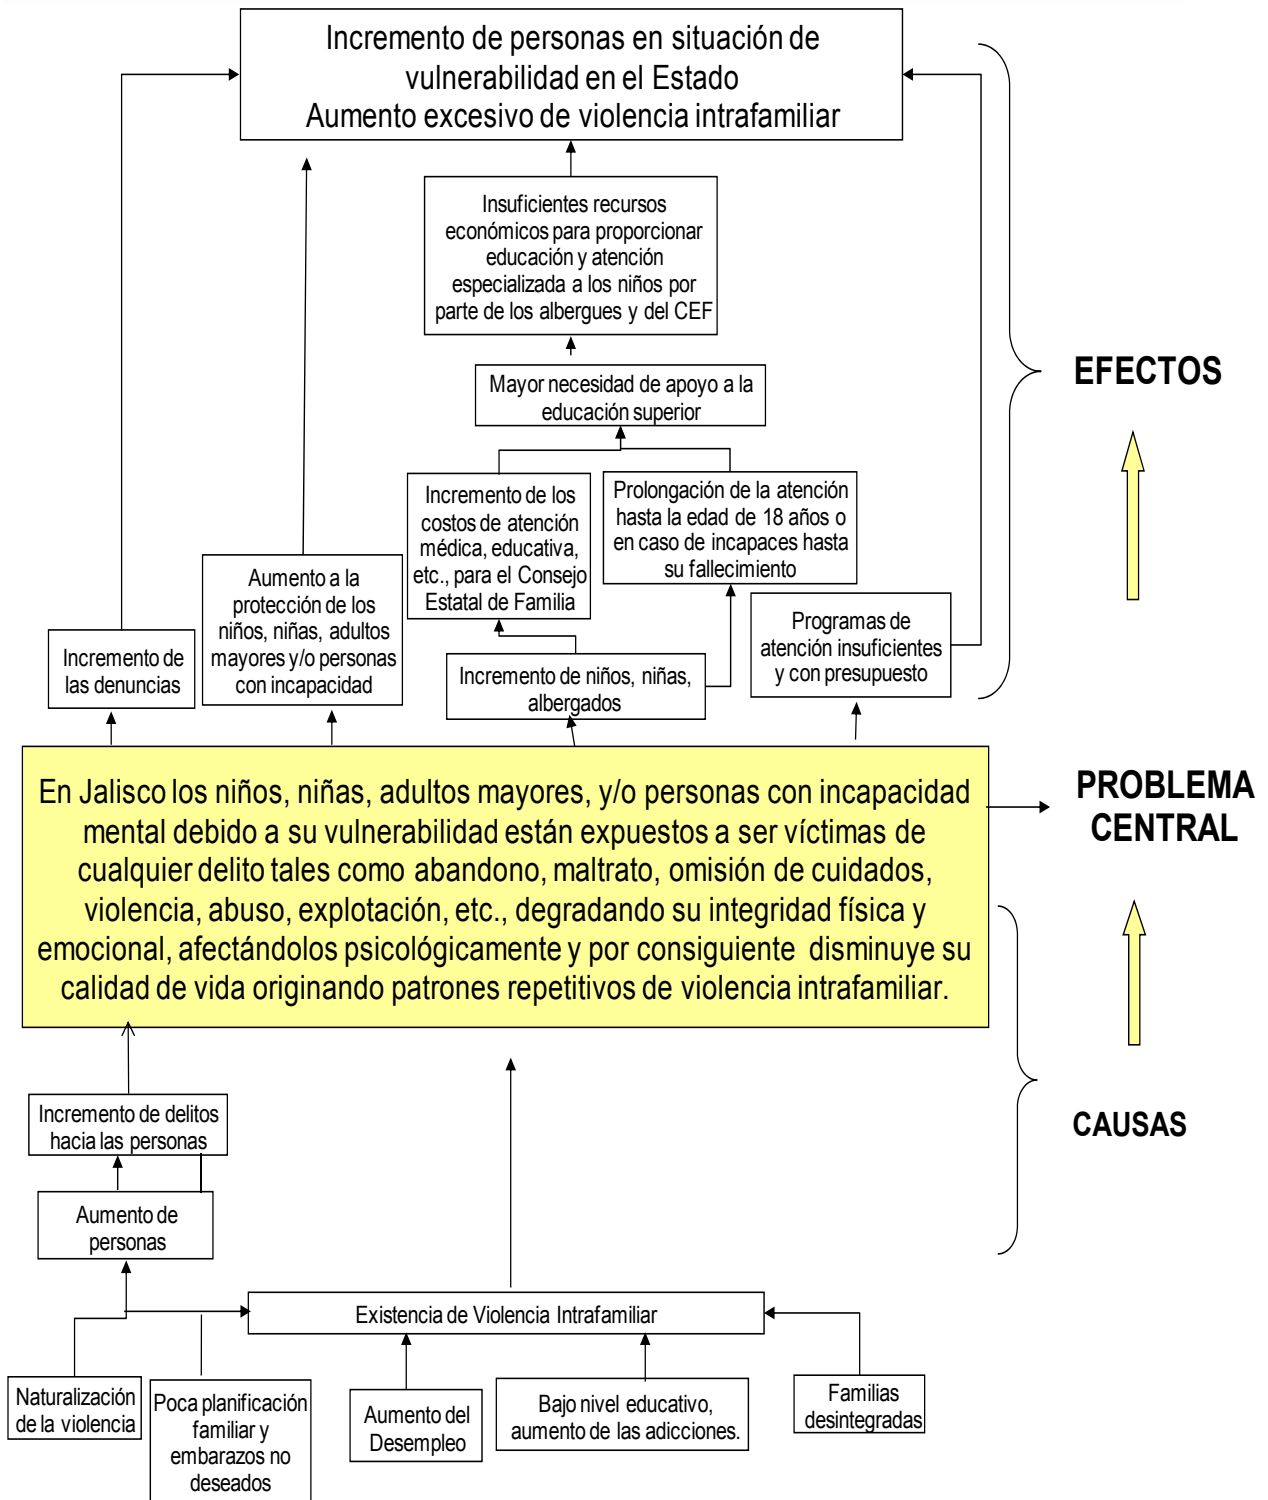 Incremento de personas en situación de
vulnerabilidad en el Estado
Aumento excesivo de violencia intrafamiliar
Insuficientes recursos
económicos para proporcionar
educación y atención
especializada a los niños por
parte de los albergues y del CEF
EFECTOS
Mayor necesidad de apoyo a la
educación superior
Incremento de los
costos de atención
médica, educativa,
etc., para el Consejo
Estatal de Familia
Prolongación de la atención
hasta la edad de 18 años o
en caso de incapaces hasta
su fallecimiento
Incremento de
las denuncias
Aumento a la
protección de los
niños, niñas, adultos
mayores y/o personas
con incapacidad
Incremento de niños, niñas,
albergados
Programas de
atención insuficientes
y con presupuesto
En Jalisco los niños, niñas, adultos mayores, y/o personas con incapacidad
mental debido a su vulnerabilidad están expuestos a ser víctimas de
cualquier delito tales como abandono, maltrato, omisión de cuidados,
violencia, abuso, explotación, etc., degradando su integridad física y
emocional, afectándolos psicológicamente y por consiguiente disminuye su
calidad de vida originando patrones repetitivos de violencia intrafamiliar.
PROBLEMA
CENTRAL
Incremento de delitos
hacia las personas
CAUSAS
Aumento de
personas
Existencia de Violencia Intrafamiliar
Naturalización
de la violencia
Poca planificación
familiar y
embarazos no
deseados
Aumento del
Desempleo
Bajo nivel educativo,
aumento de las adicciones.
Familias
desintegradas